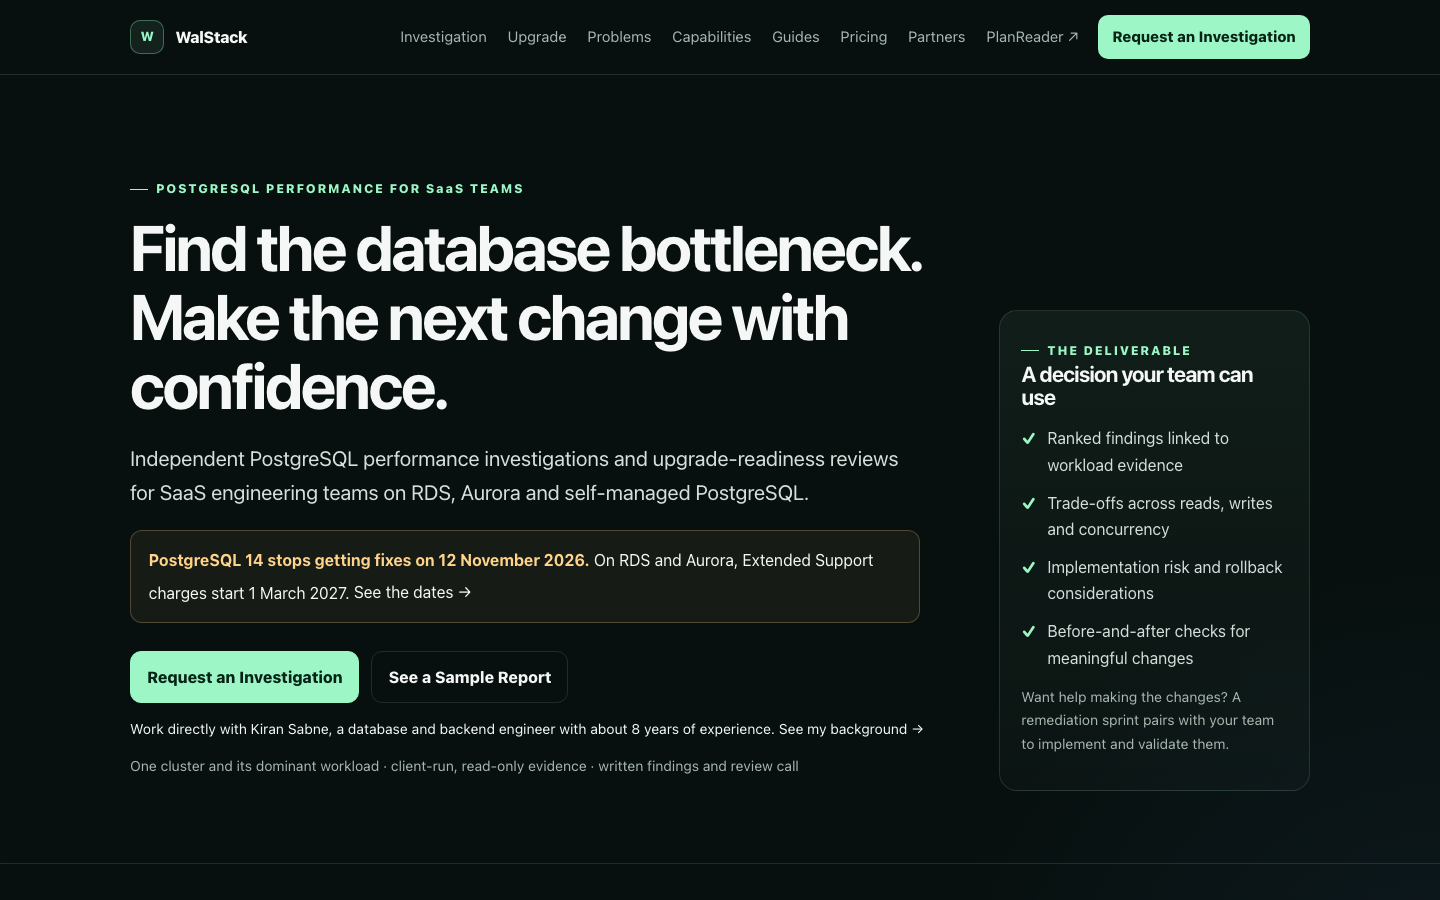 W
WalStack
Investigation
Upgrade
Problems
Capabilities
Guides
Pricing
Partners
PlanReader ↗
Request an Investigation
POSTGRESQL PERFORMANCE FOR SaaS TEAMS
Find the database bottleneck.
Make the next change with
confidence.
Independent PostgreSQL performance investigations and upgrade-readiness reviews
for SaaS engineering teams on RDS, Aurora and self-managed PostgreSQL.
PostgreSQL 14 stops getting fixes on 12 November 2026. On RDS and Aurora, Extended Support
charges start 1 March 2027. See the dates →
Request an Investigation
See a Sample Report
Work directly with Kiran Sabne, a database and backend engineer with about 8 years of experience. See my background →
One cluster and its dominant workload · client-run, read-only evidence · written findings and review call
THE DELIVERABLE
A decision your team can
use
Ranked findings linked to
workload evidence
Trade-offs across reads, writes
and concurrency
Implementation risk and rollback
considerations
Before-and-after checks for
meaningful changes
Want help making the changes? A
remediation sprint pairs with your team
to implement and validate them.